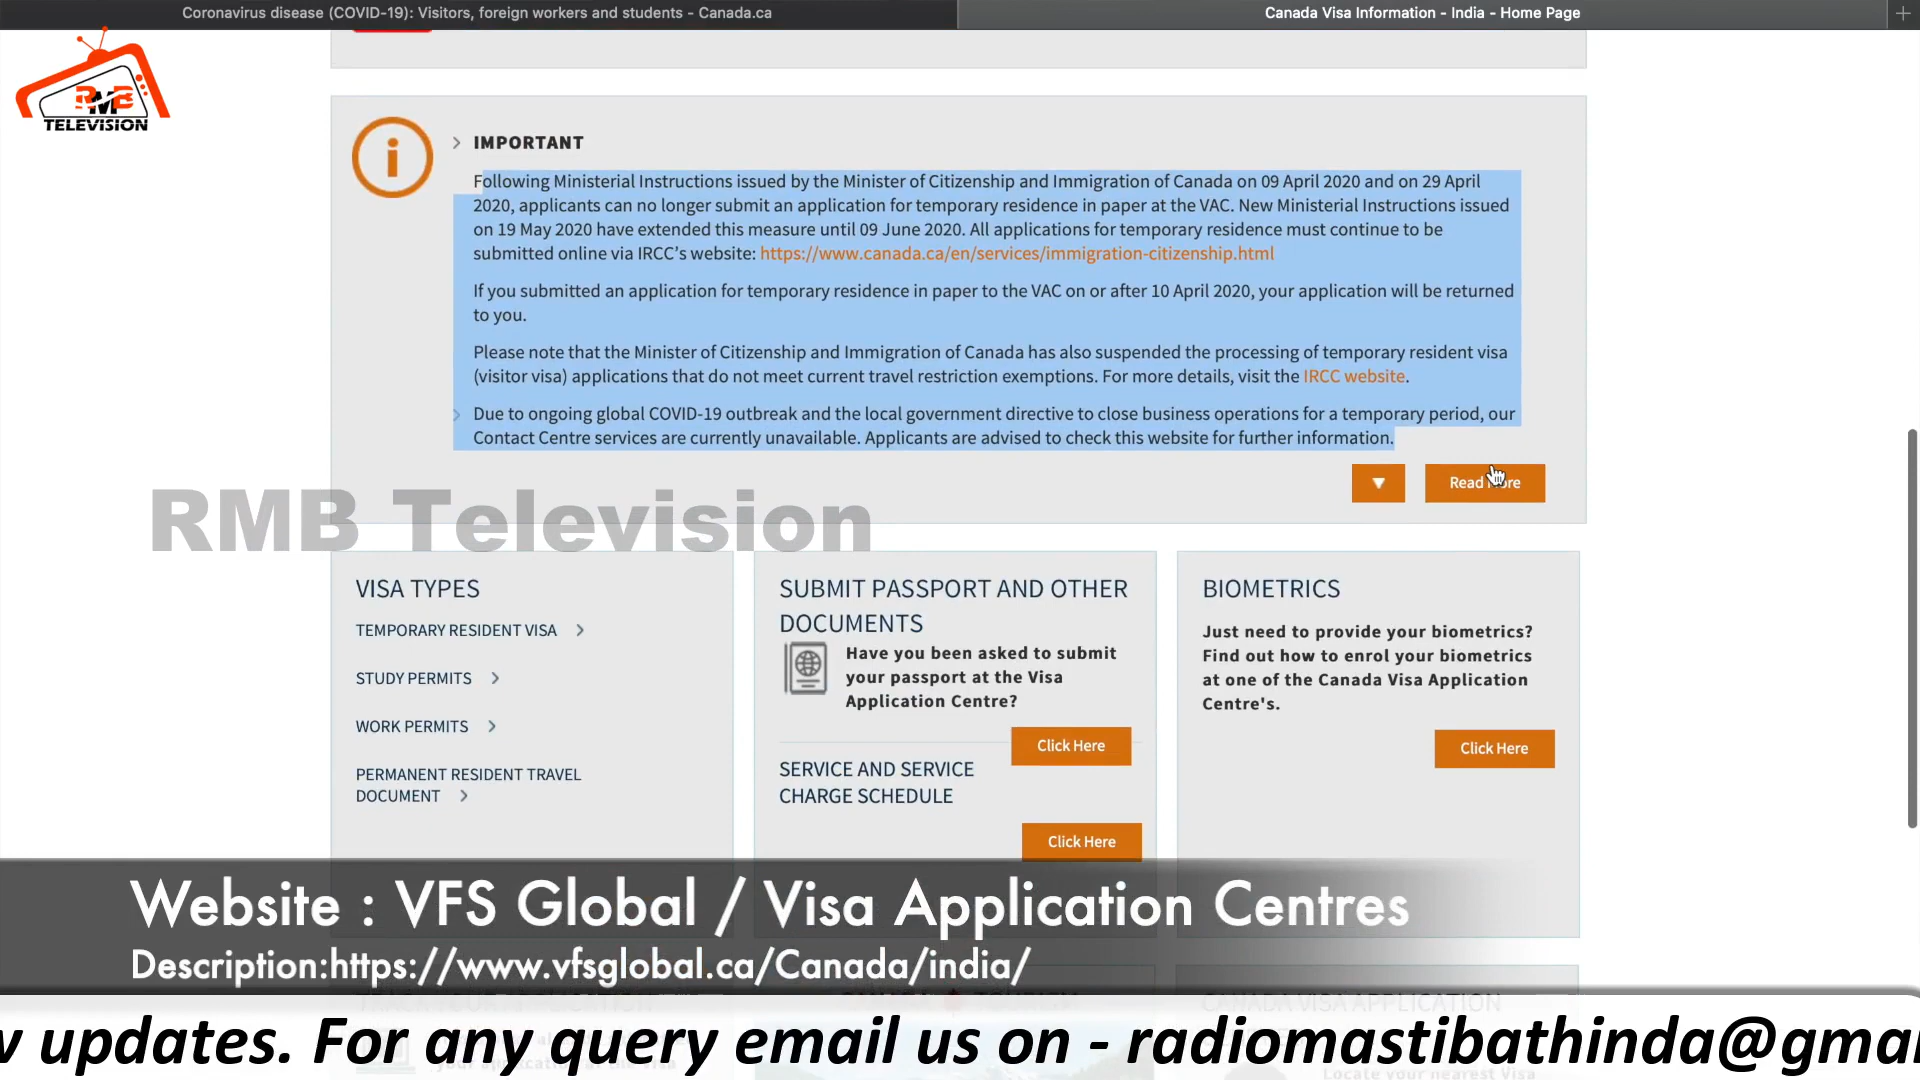 Coronavirus disease (COVID-19): Visitors, foreign workers and students - Canada.ca
Canada Visa Information - India - Home Page
RMB
TELEVISION
IMPORTANT
Following Ministerial Instructions issued by the Minister of Citizenship and Immigration of Canada on 09 April 2020 and on 29 April
2020, applicants can no longer submit an application for temporary residence in paper at the VAC. New Ministerial Instructions issued
on 19 May 2020 have extended this measure until 09 June 2020. All applications for temporary residence must continue to be
submitted online via IRCC's website: https://www.canada.ca/en/services/immigration-citizenship.html
If you submitted an application for temporary residence in paper to the VAC on or after 10 April 2020, your application will be returned
to you.
Please note that the Minister of Citizenship and Immigration of Canada has also suspended the processing of temporary resident visa
(visitor visa) applications that do not meet current travel restriction exemptions. For more details, visit the IRCC website.
Due to ongoing global COVID-19 outbreak and the local government directive to close business operations for a temporary period, our
Contact Centre services are currently unavailable. Applicants are advised to check this website for further information.
Read More
RMB Television
VISA TYPES
TEMPORARY RESIDENT VISA
STUDY PERMITS
WORK PERMITS
PERMANENT RESIDENT TRAVEL
DOCUMENT
SUBMIT PASSPORT AND OTHER
DOCUMENTS
Have you been asked to submit
your passport at the Visa
Application Centre?
Click Here
SERVICE AND SERVICE
CHARGE SCHEDULE
Click Here
BIOMETRICS
Just need to provide your biometrics?
Find out how to enrol your biometrics
at one of the Canada Visa Application
Centre's.
Click Here
Website : VFS Global / Visa Application Centres
Description:https://www.vfsglobal.ca/Canada/india/
CANADA VISA APPLICATION
updates. For any query email us on - radiomastibathinda@gma
Locate your nearest Visa